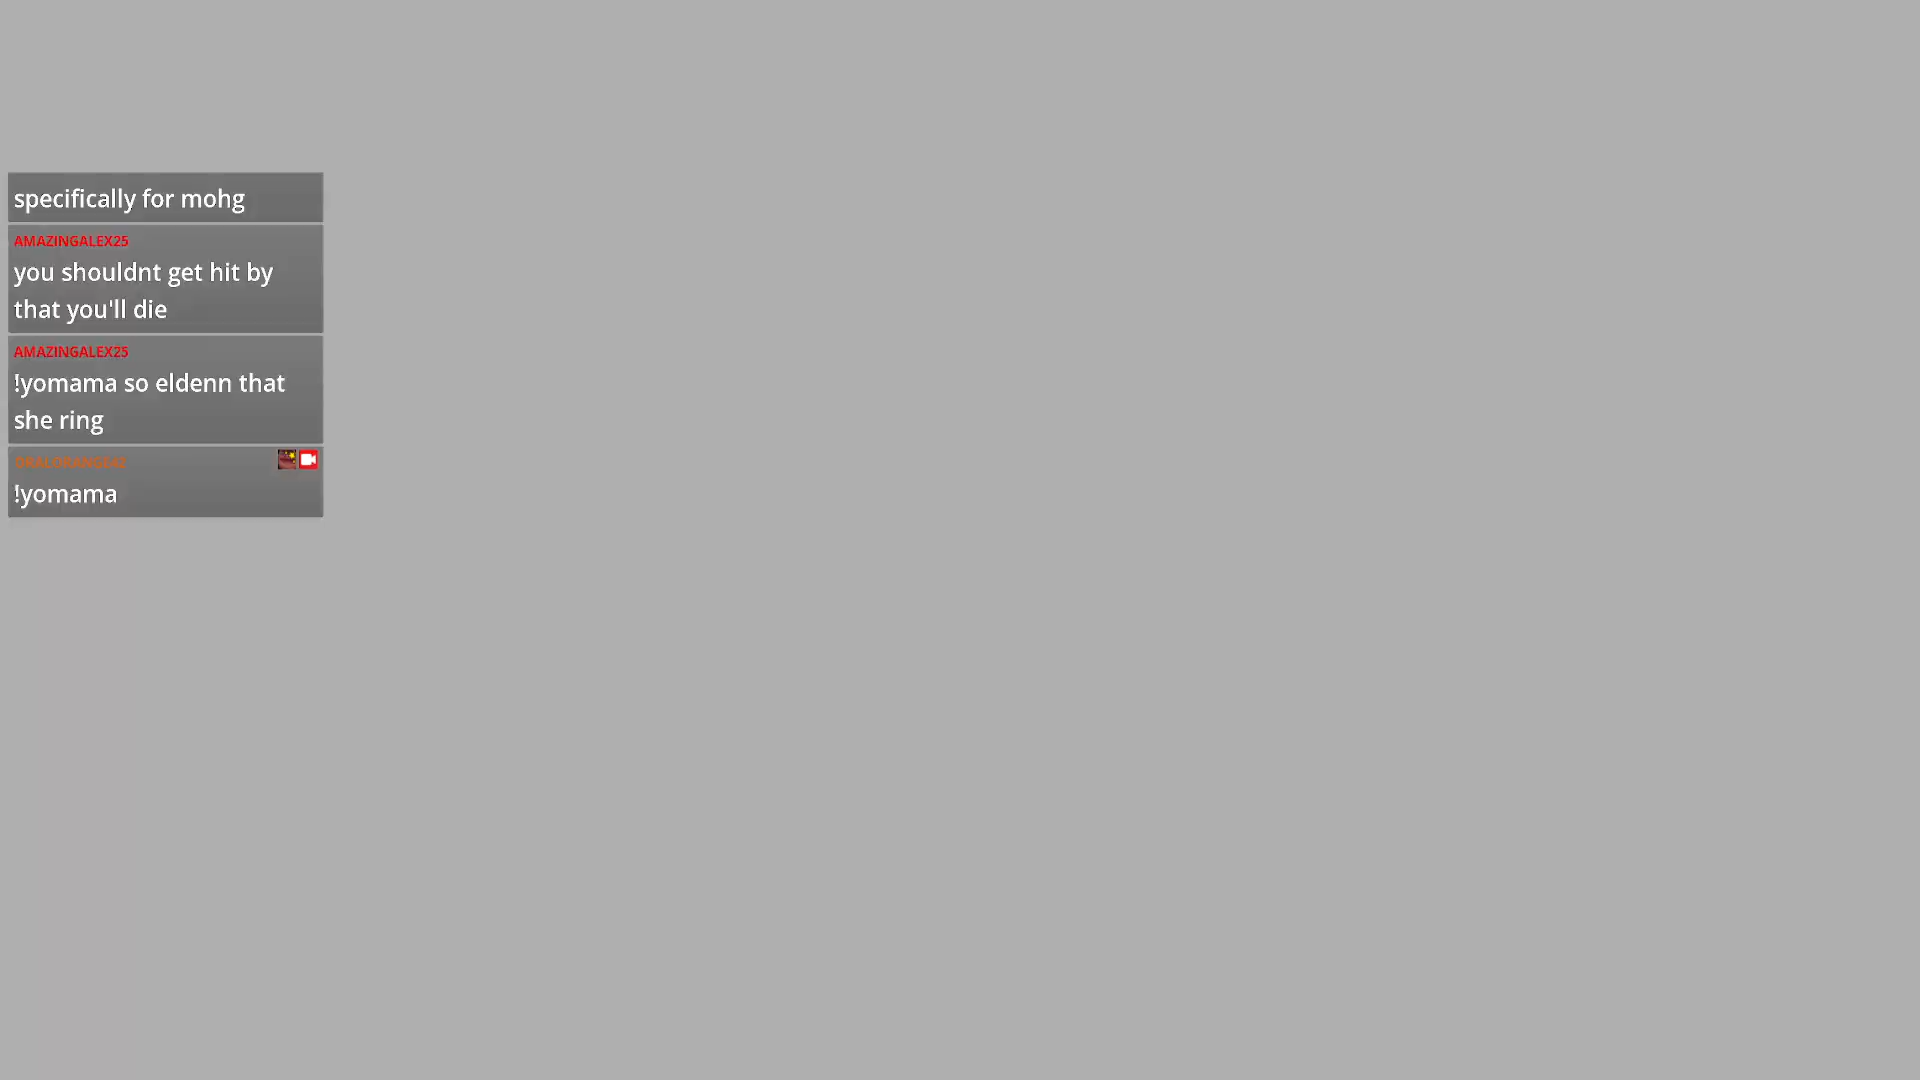 specifically for mohg
AMAZINGALEX25
you shouldnt get hit by
that you'll die
AMAZINGALEX25
!yomama so eldenn that
she ring
!yomama